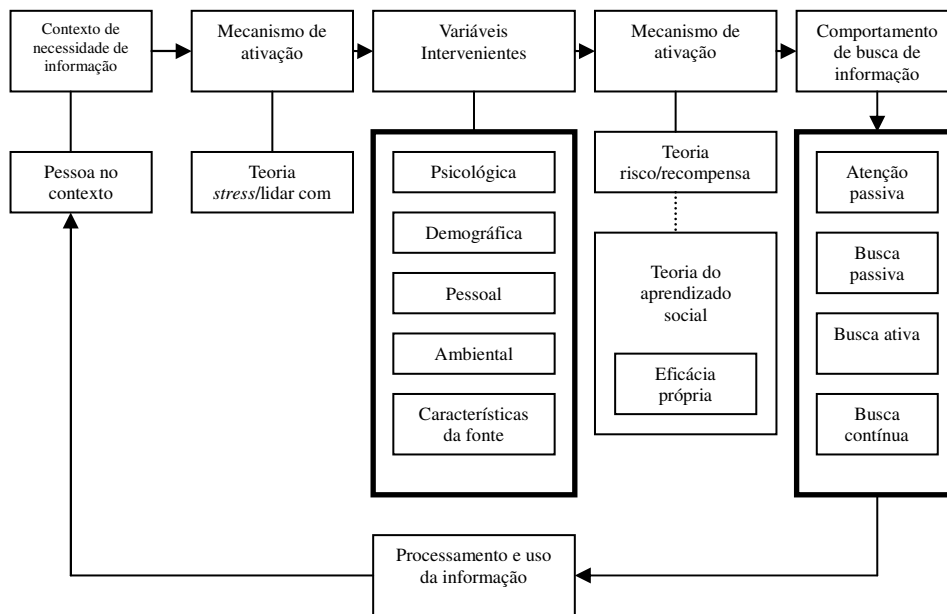 Contexto de
necessidade de
informação
Mecanismo de
ativação
Variáveis
Intervenientes
Mecanismo de
ativação
Comportamento
de busca de
informação
Pessoa no
contexto
Teoria
stress/lidar com
Psicológica
Demográfica
Pessoal
Ambiental
Características
da fonte
Teoria
risco/recompensa
Teoria do
aprendizado
social
Eficácia
própria
Atenção
passiva
Busca
passiva
Busca ativa
Busca
contínua
Processamento e uso
da informação